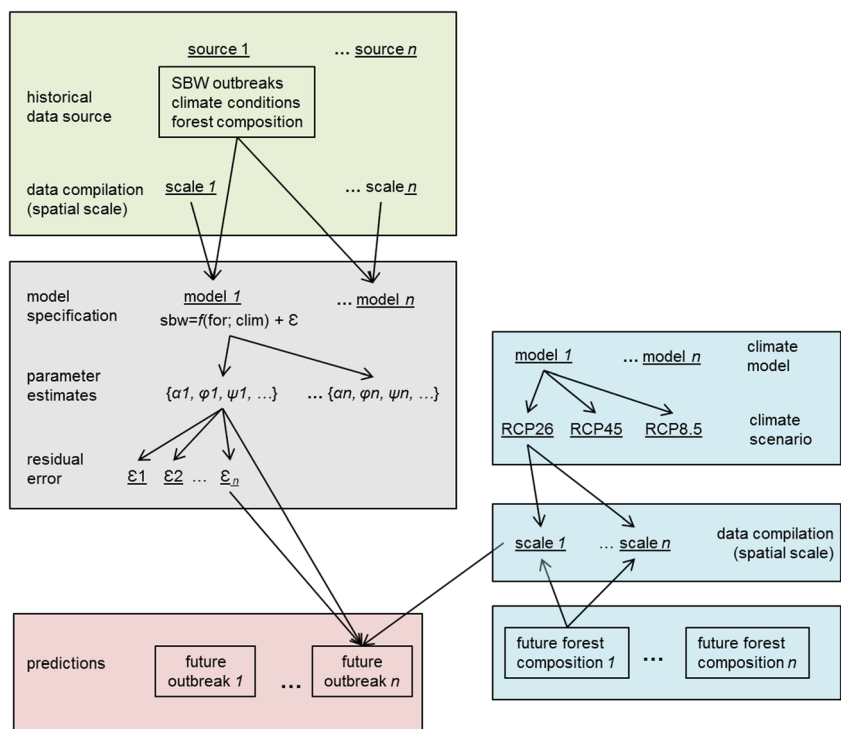 source 1
... source n
historical
data source
SBW outbreaks
climate conditions
forest composition
data compilation
(spatial scale)
scale 1
... scale n
model
specification
model 1
... model n
sbw=f(for; clim) + Ɛ
parameter
estimates
{α1, φ1, ψ1, ...}
... {αn, φn, ψn, ...}
residual
error
Ɛ1 Ɛ2 ... Ɛn
model 1
... model n
climate
model
RCP26 RCP45 RCP8.5
climate
scenario
scale 1
... scale n
data compilation
(spatial scale)
future forest
composition 1
...
future forest
composition n
predictions
future
outbreak 1
...
future
outbreak n